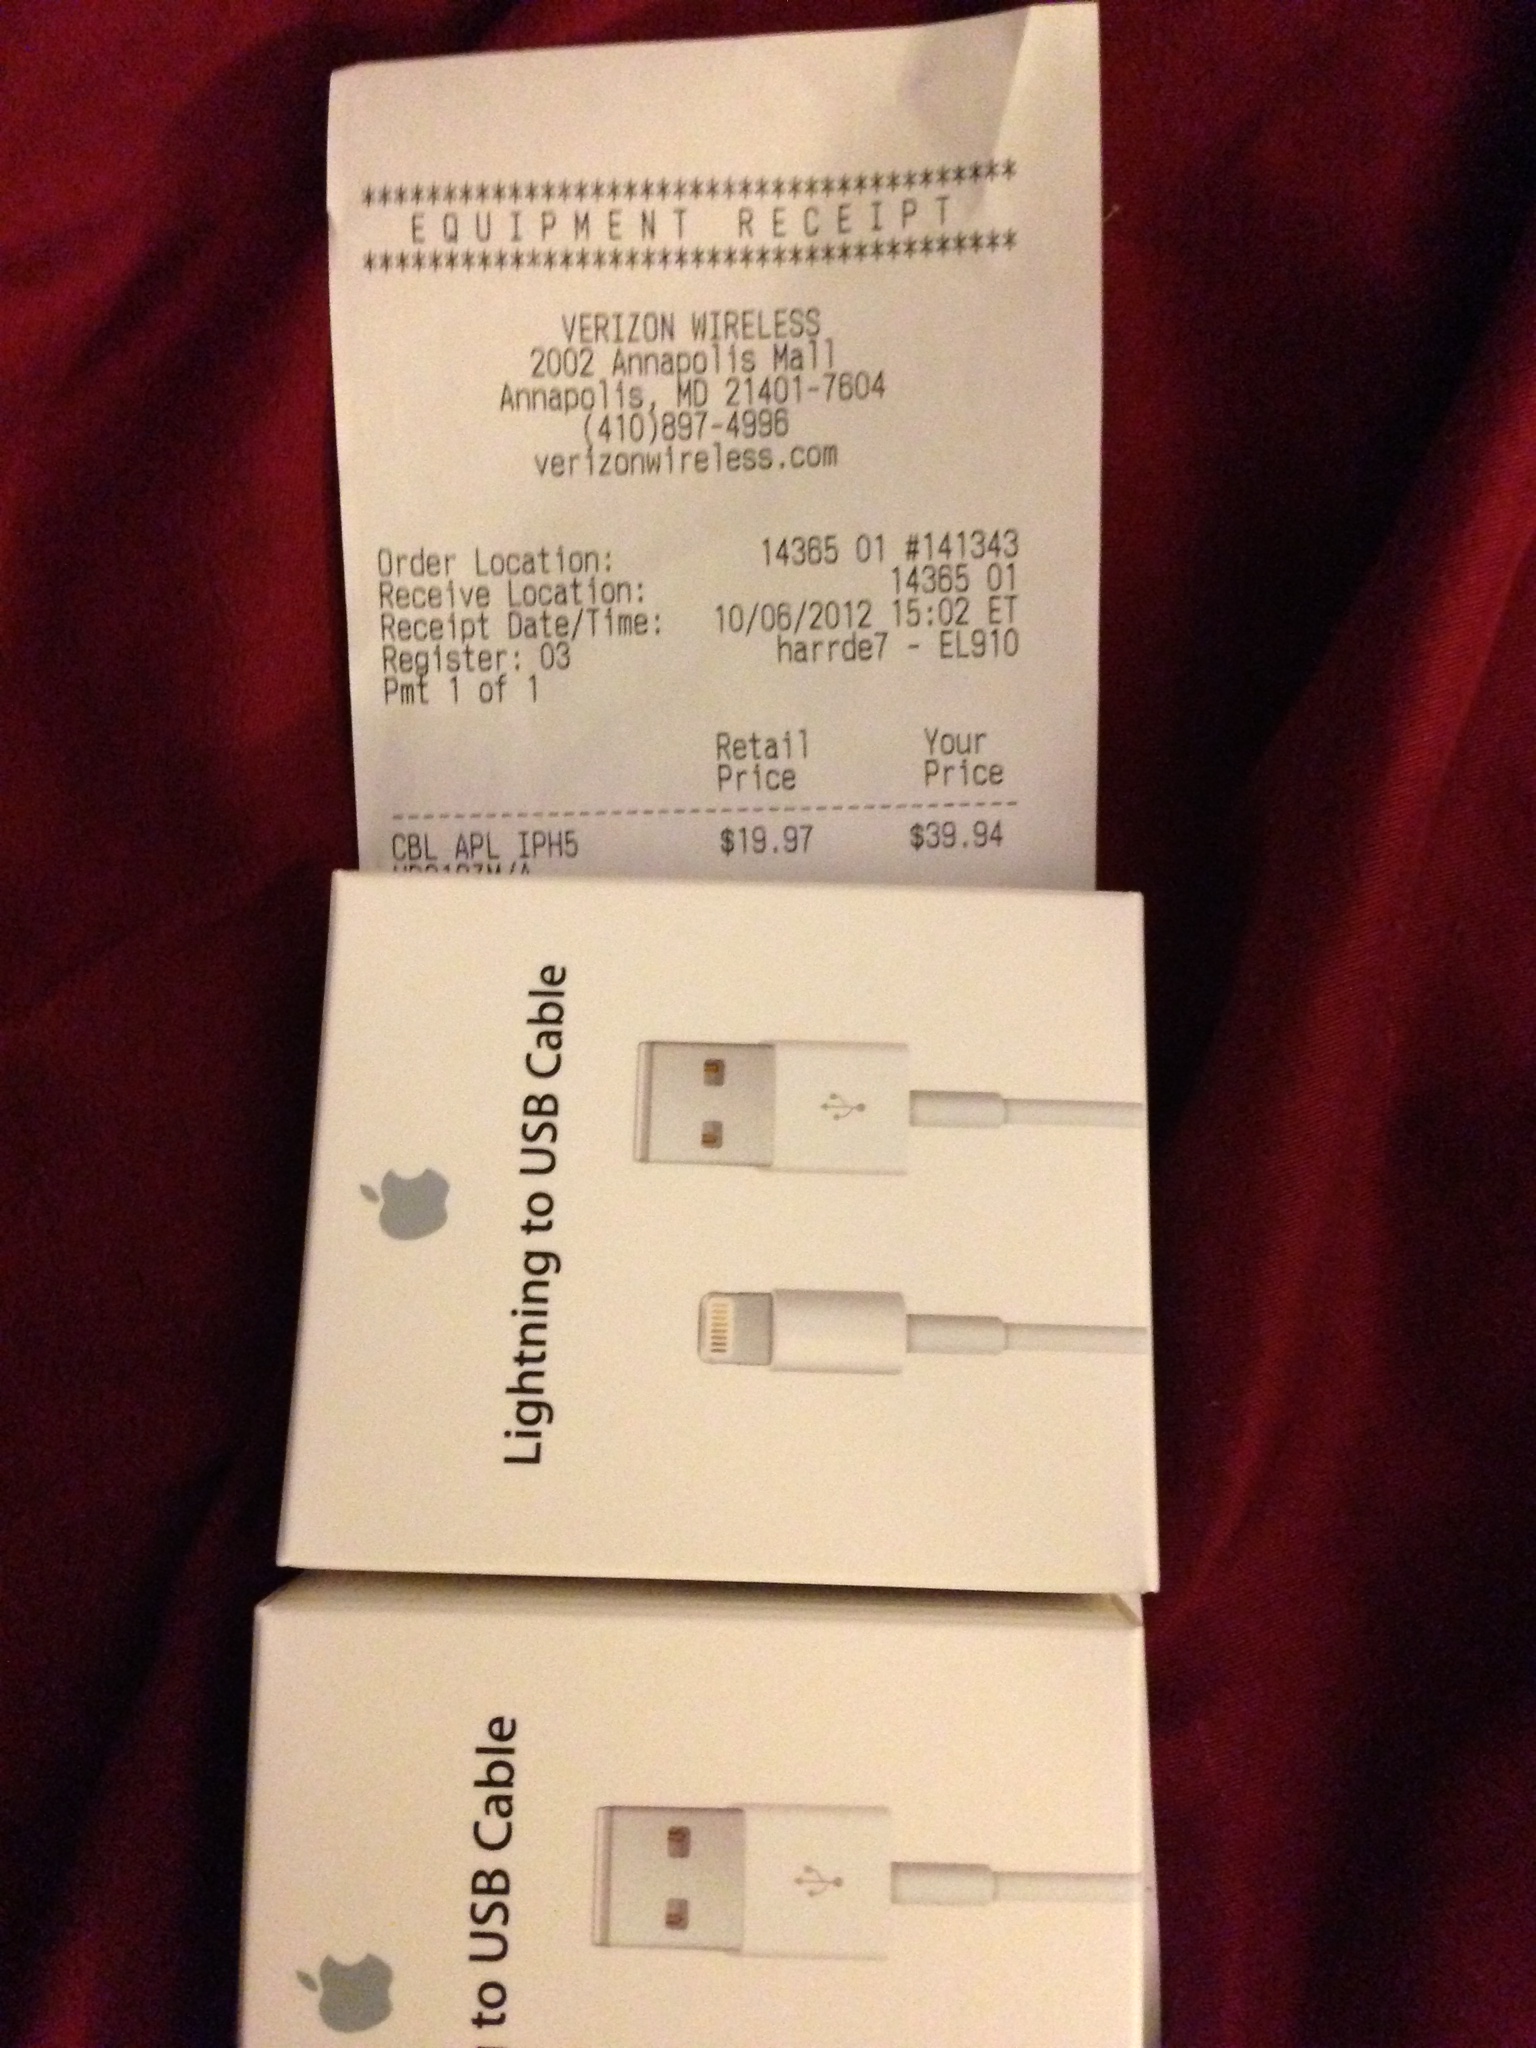 ****************************************
EQUIPMENT RECEIPT
****************************************
VERIZON WIRELESS
2002 Annapolis Mall
Annapolis, MD 21401-7604
(410)897-4996
verizonwireless.com
Order Location: 14365 01 #141343
Receive Location: 14365 01
Receipt Date/Time: 10/06/2012 15:02 ET
Register: 03 harrde7 - EL910
Pmt 1 of 1
Retail Your
Price Price
CBL APL IPH5 $19.97 $39.94
Lightning to USB Cable
to USB Cable